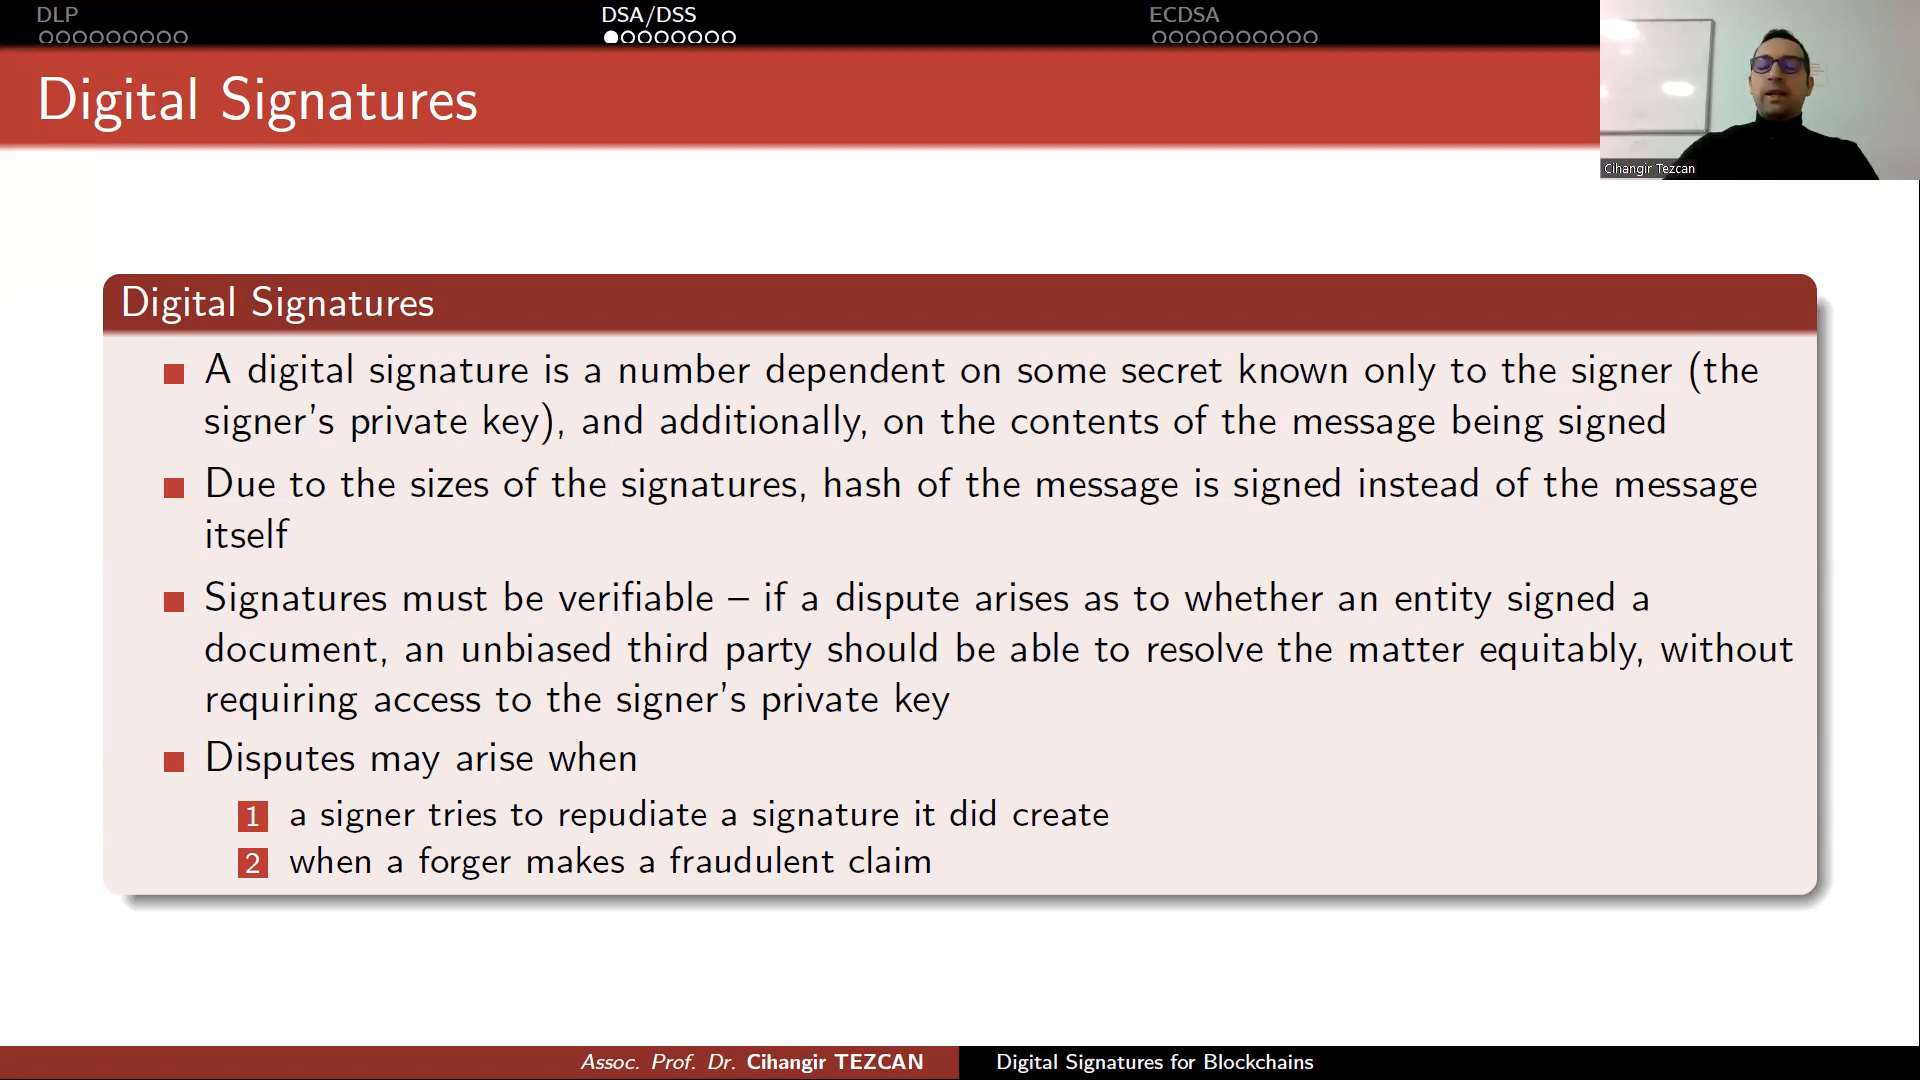 DLP
DSA/DSS
ECDSA
Digital Signatures
Cihangir Tezcan
Digital Signatures
A digital signature is a number dependent on some secret known only to the signer (the
signer's private key), and additionally, on the contents of the message being signed
Due to the sizes of the signatures, hash of the message is signed instead of the message
itself
Signatures must be verifiable – if a dispute arises as to whether an entity signed a
document, an unbiased third party should be able to resolve the matter equitably, without
requiring access to the signer's private key
Disputes may arise when
1 a signer tries to repudiate a signature it did create
2 when a forger makes a fraudulent claim
Assoc. Prof. Dr. Cihangir TEZCAN
Digital Signatures for Blockchains